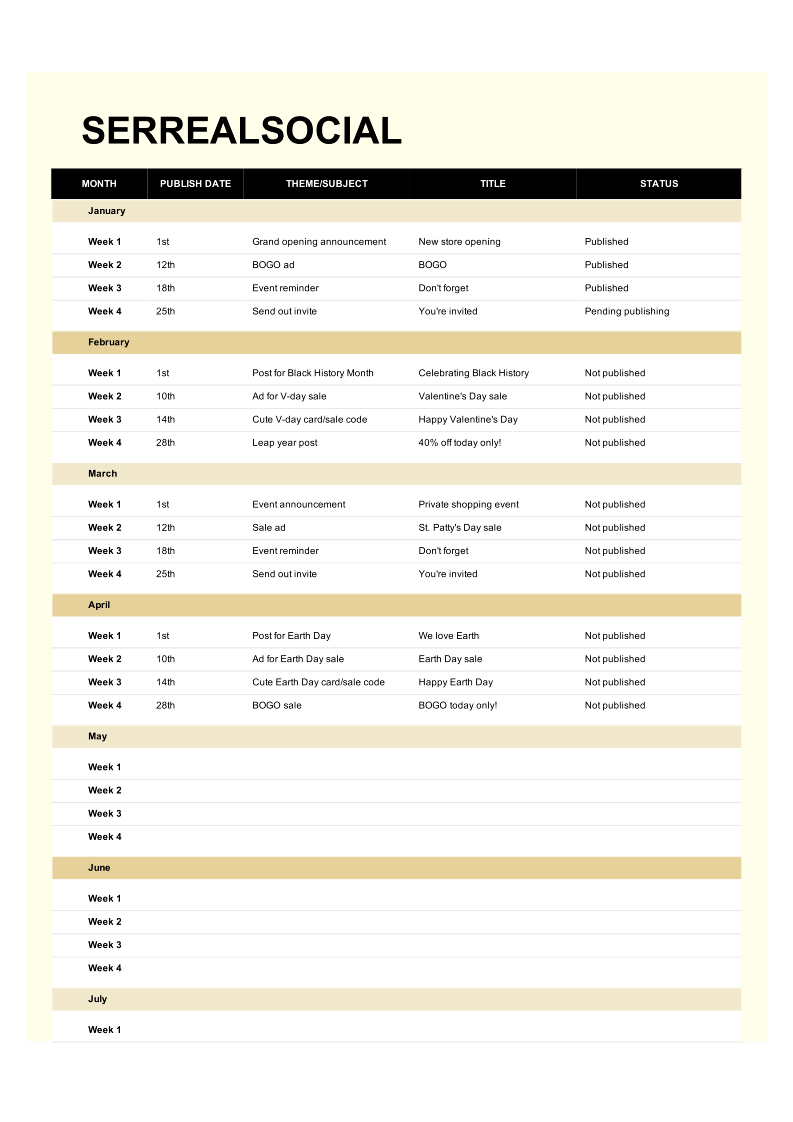 SERREALSOCIAL
MONTH PUBLISH DATE THEME/SUBJECT TITLE STATUS
January
Week 1 1st Grand opening announcement New store opening Published
Week 2 12th BOGO ad BOGO Published
Week 3 18th Event reminder Don't forget Published
Week 4 25th Send out invite You're invited Pending publishing
February
Week 1 1st Post for Black History Month Celebrating Black History Not published
Week 2 10th Ad for V-day sale Valentine's Day sale Not published
Week 3 14th Cute V-day card/sale code Happy Valentine's Day Not published
Week 4 28th Leap year post 40% off today only! Not published
March
Week 1 1st Event announcement Private shopping event Not published
Week 2 12th Sale ad St. Patty's Day sale Not published
Week 3 18th Event reminder Don't forget Not published
Week 4 25th Send out invite You're invited Not published
April
Week 1 1st Post for Earth Day We love Earth Not published
Week 2 10th Ad for Earth Day sale Earth Day sale Not published
Week 3 14th Cute Earth Day card/sale code Happy Earth Day Not published
Week 4 28th BOGO sale BOGO today only! Not published
May
Week 1
Week 2
Week 3
Week 4
June
Week 1
Week 2
Week 3
Week 4
July
Week 1